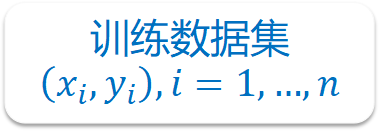 训练数据集
(xᵢ, yᵢ), i = 1, …, n